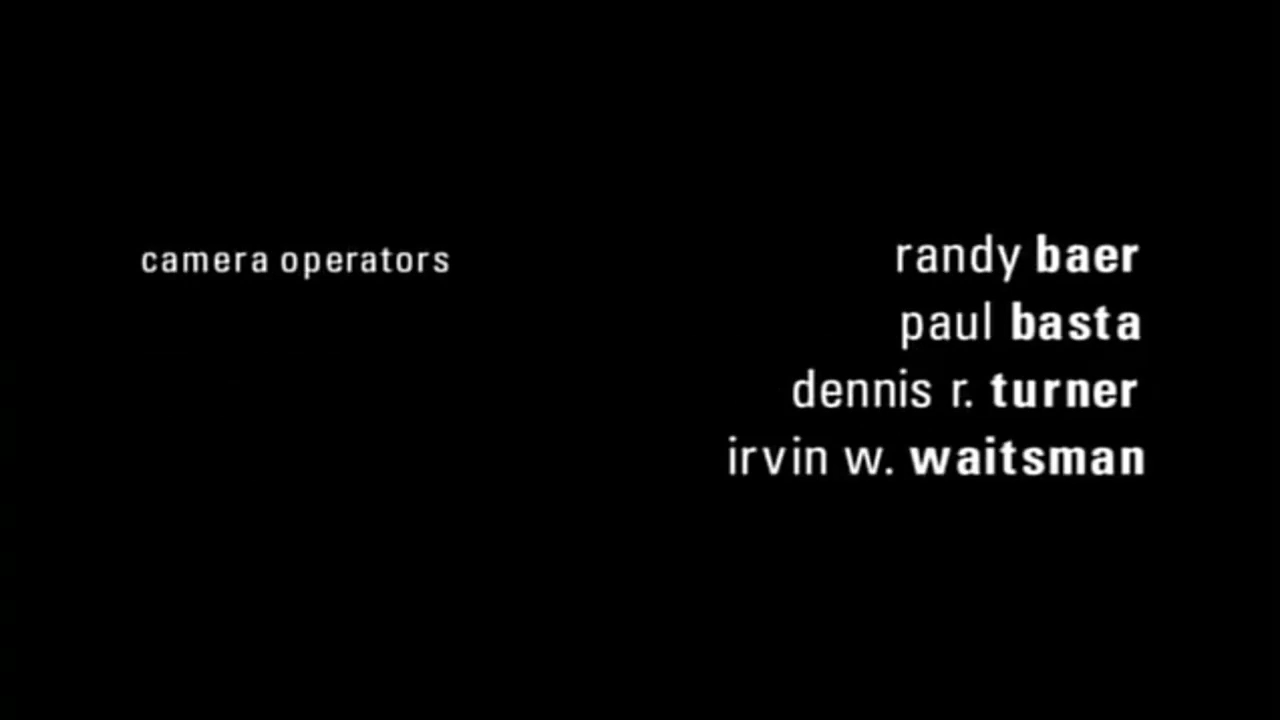 camera operators
randy baer
paul basta
dennis r. turner
irvin w. waitsman